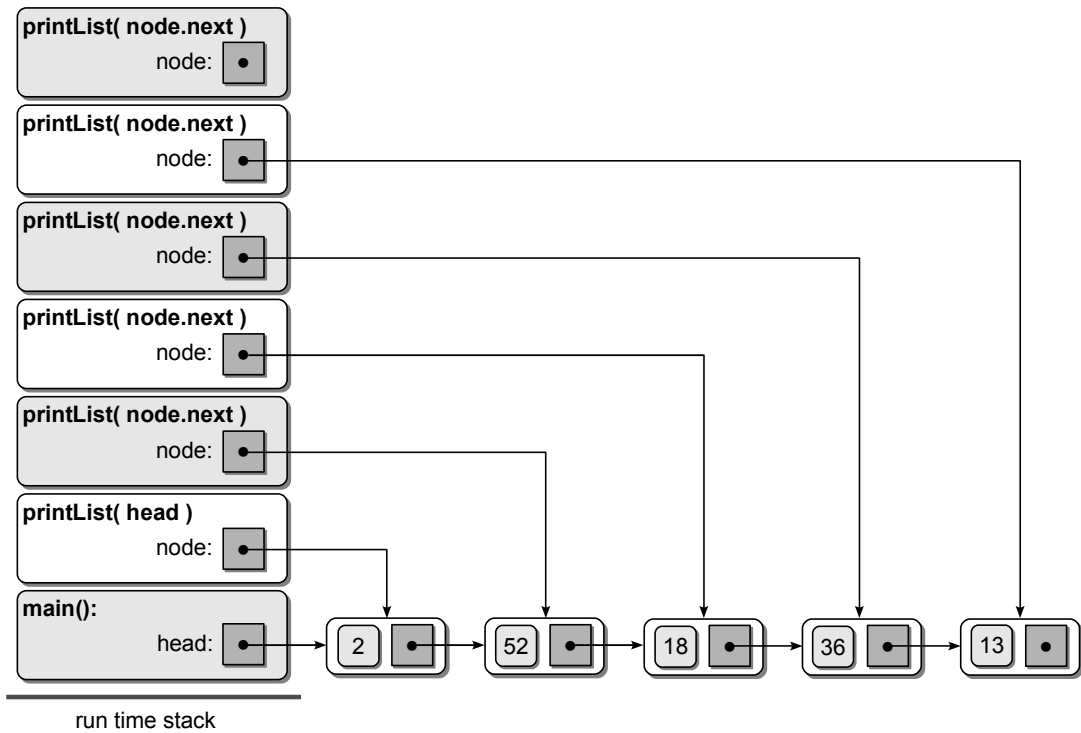 printList( node.next )
node:
printList( node.next )
node:
printList( node.next )
node:
printList( node.next )
node:
printList( node.next )
node:
printList( head )
node:
main():
head:
2
52
18
36
13
run time stack